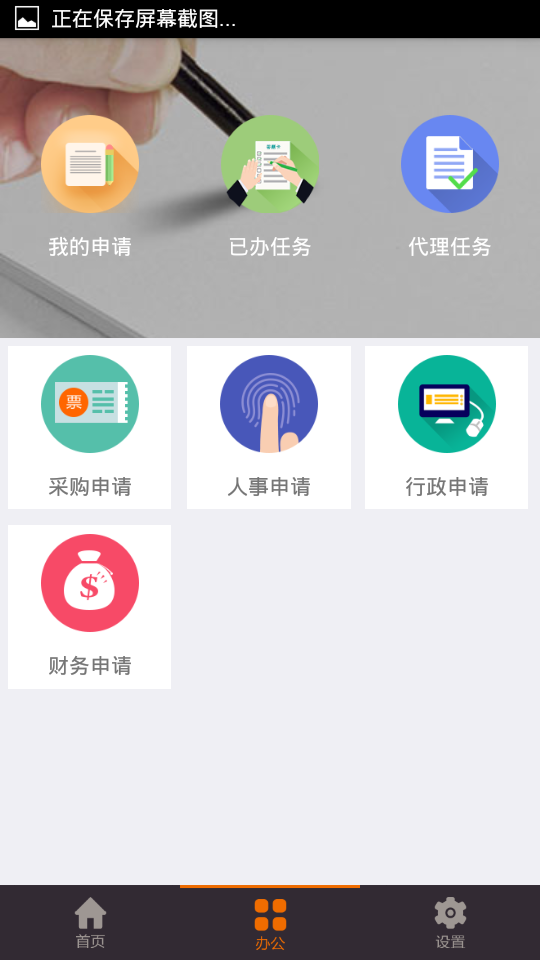 正在保存屏幕截图...
我的申请
已办任务
代理任务
票
采购申请
人事申请
行政申请
$
财务申请
首页
办公
设置